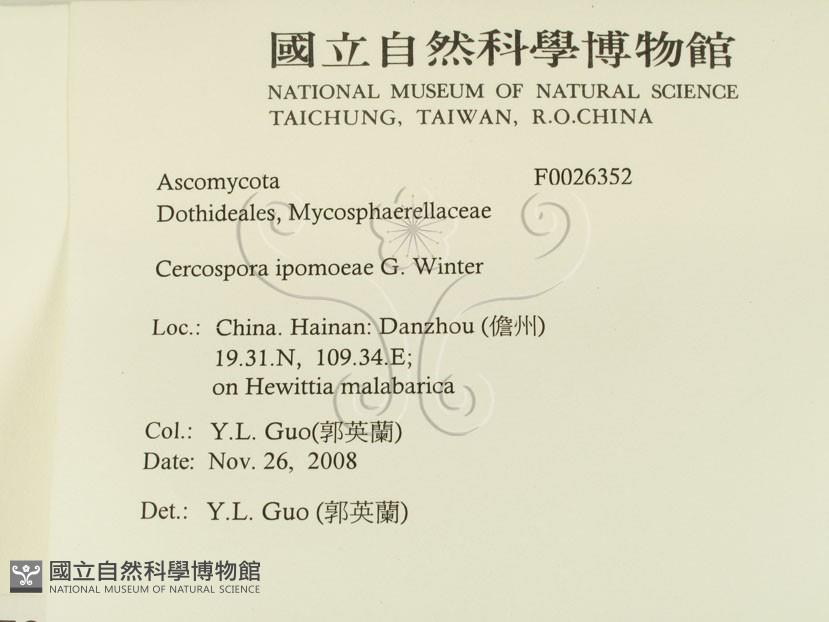 國立自然科學博物館
NATIONAL MUSEUM OF NATURAL SCIENCE
TAICHUNG, TAIWAN, R.O.CHINA
Ascomycota F0026352
Dothideales, Mycosphaerellaceae
Cercospora ipomoeae G. Winter
Loc.: China. Hainan: Danzhou (儋州)
19.31.N, 109.34.E;
on Hewittia malabarica
Col.: Y.L. Guo(郭英蘭)
Date: Nov. 26, 2008
Det.: Y.L. Guo (郭英蘭)
國立自然科學博物館
NATIONAL MUSEUM OF NATURAL SCIENCE